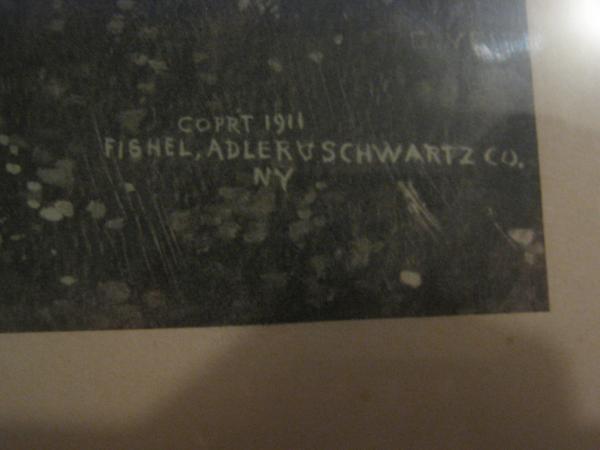 COPRT 1911
FISHEL, ADLER & SCHWARTZ CO.
NY